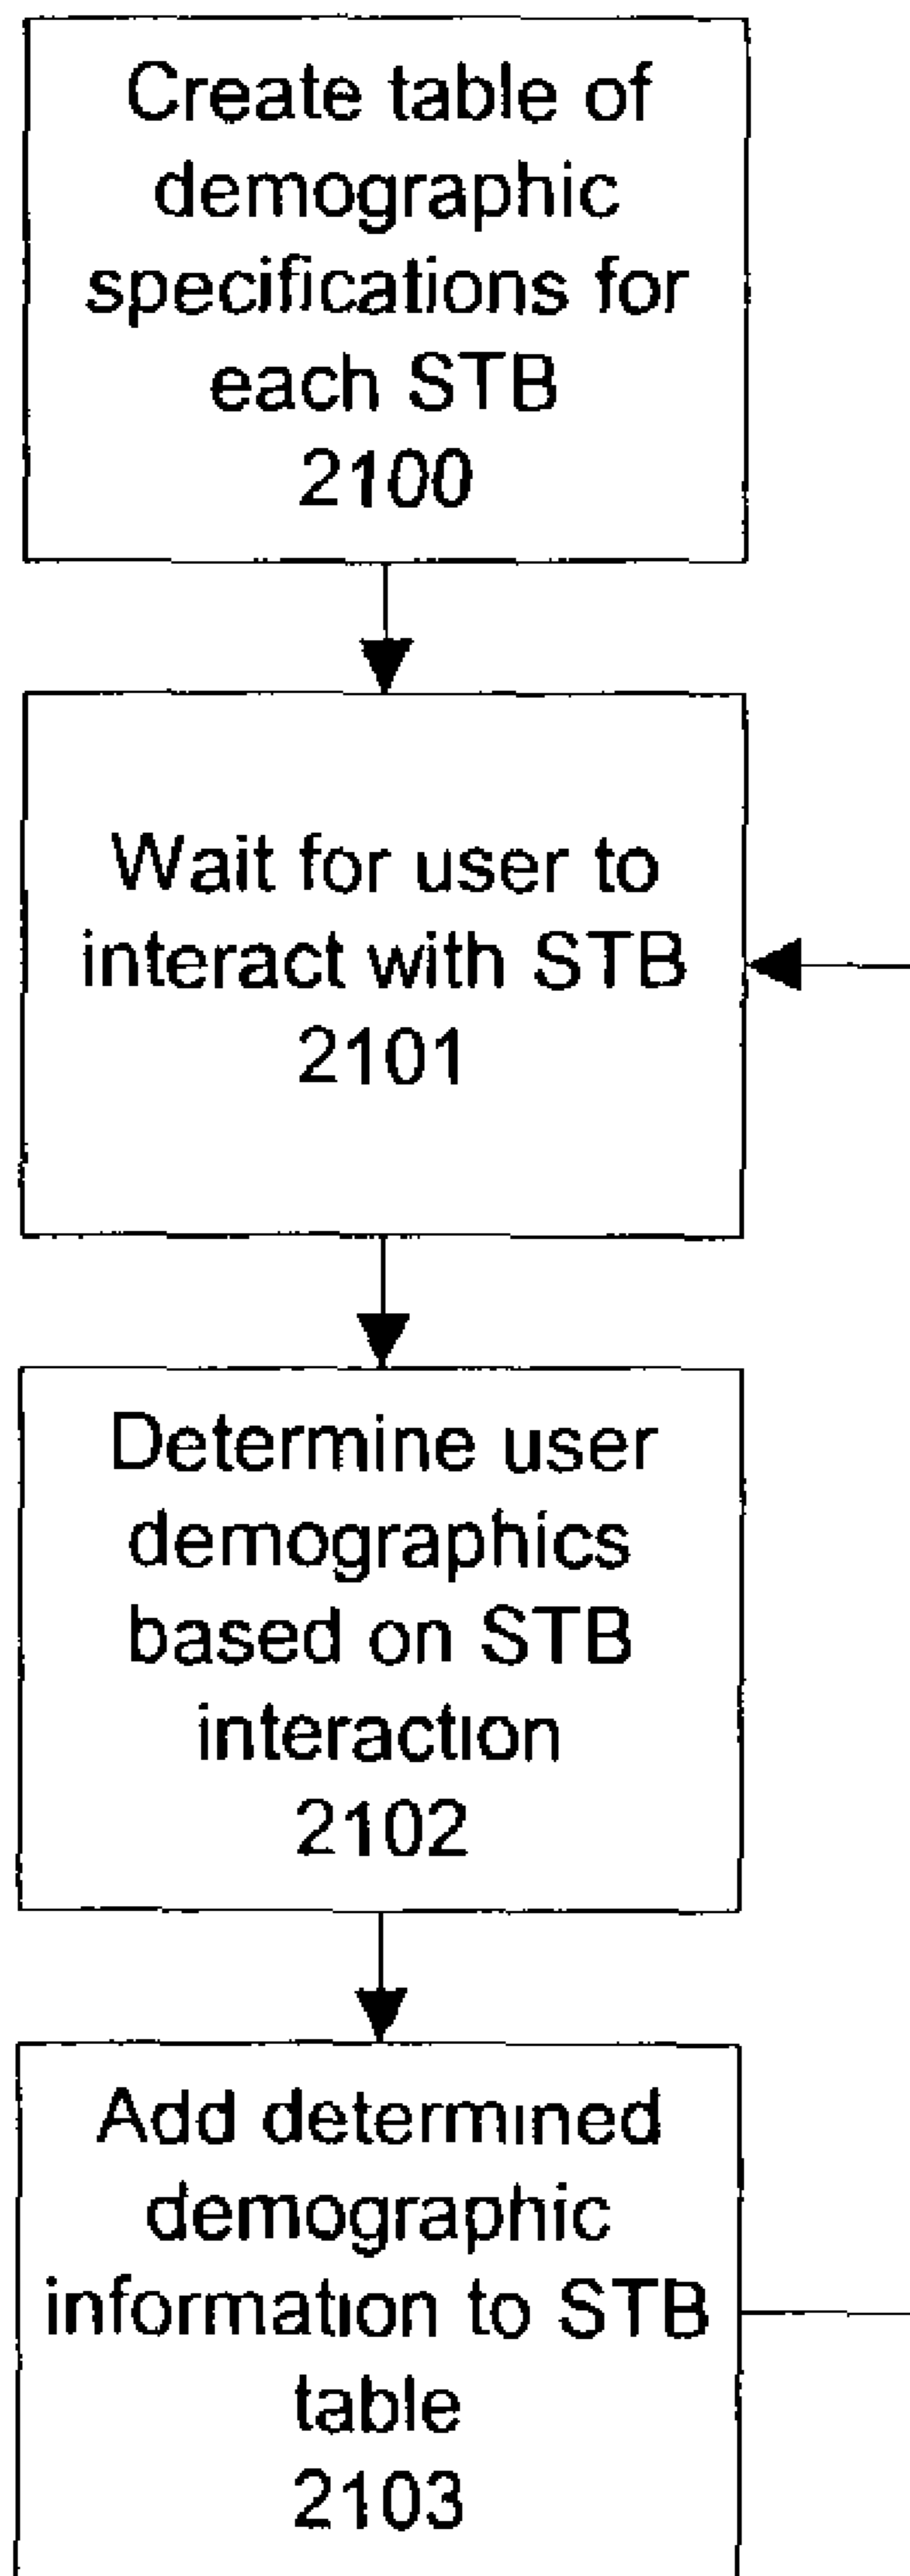 Create table of
demographic
specifications for
each STB
2100
Wait for user to
interact with STB
2101
Determine user
demographics
based on STB
interaction
2102
Add determined
demographic
information to STB
table
2103